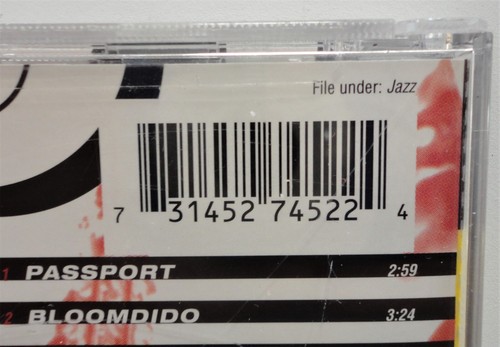 File under: Jazz
7 31452 74522 4
1 PASSPORT 2:59
2 BLOOMDIDO 3:24